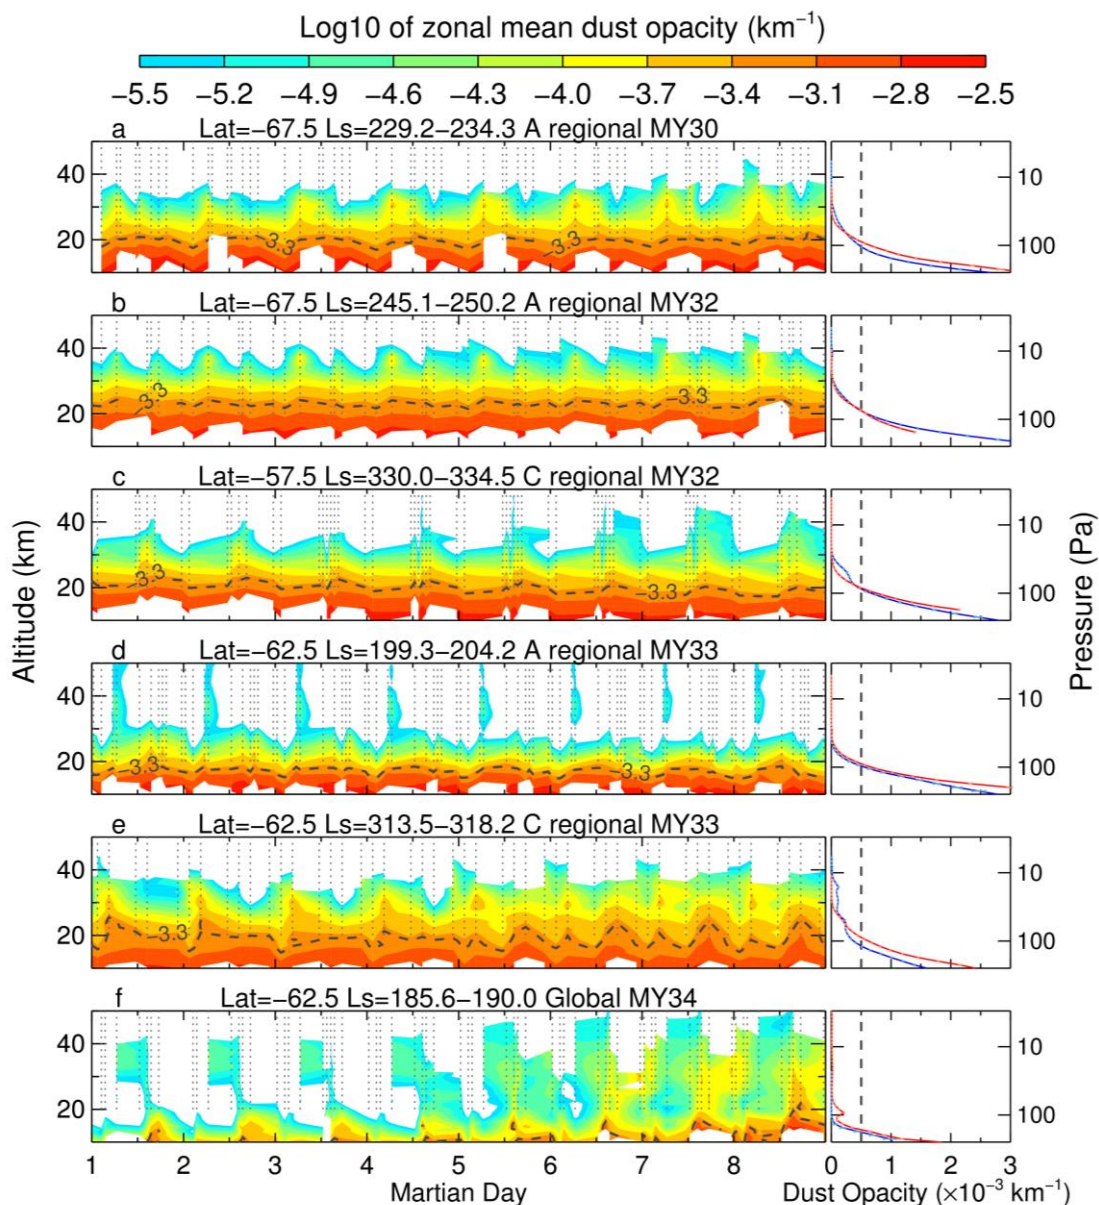 Log10 of zonal mean dust opacity (km⁻¹)
−5.5 −5.2 −4.9 −4.6 −4.3 −4.0 −3.7 −3.4 −3.1 −2.8 −2.5
a Lat=−67.5 Ls=229.2−234.3 A regional MY30
40
20
−3.3
−3.3
10
100
b Lat=−67.5 Ls=245.1−250.2 A regional MY32
40
20
−3.3
−3.3
10
100
c Lat=−57.5 Ls=330.0−334.5 C regional MY32
40
20
−3.3
−3.3
10
100
Altitude (km)
Pressure (Pa)
d Lat=−62.5 Ls=199.3−204.2 A regional MY33
40
20
−3.3
−3.3
10
100
e Lat=−62.5 Ls=313.5−318.2 C regional MY33
40
20
−3.3
10
100
f Lat=−62.5 Ls=185.6−190.0 Global MY34
40
20
10
100
1 2 3 4 5 6 7 8
0 1 2 3
Martian Day
Dust Opacity (×10⁻³ km⁻¹)